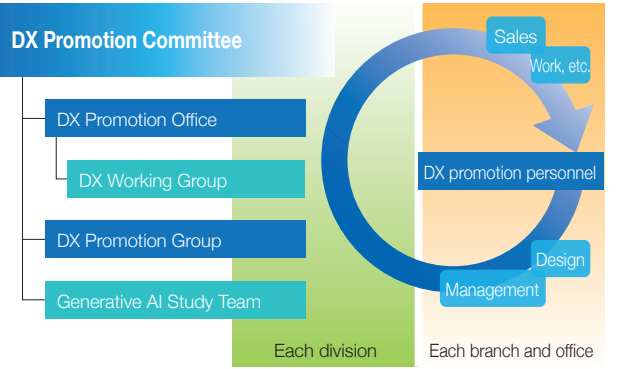 DX Promotion Committee
DX Promotion Office
DX Working Group
DX Promotion Group
Generative AI Study Team
Sales
Work, etc.
DX promotion personnel
Design
Management
Each division
Each branch and office